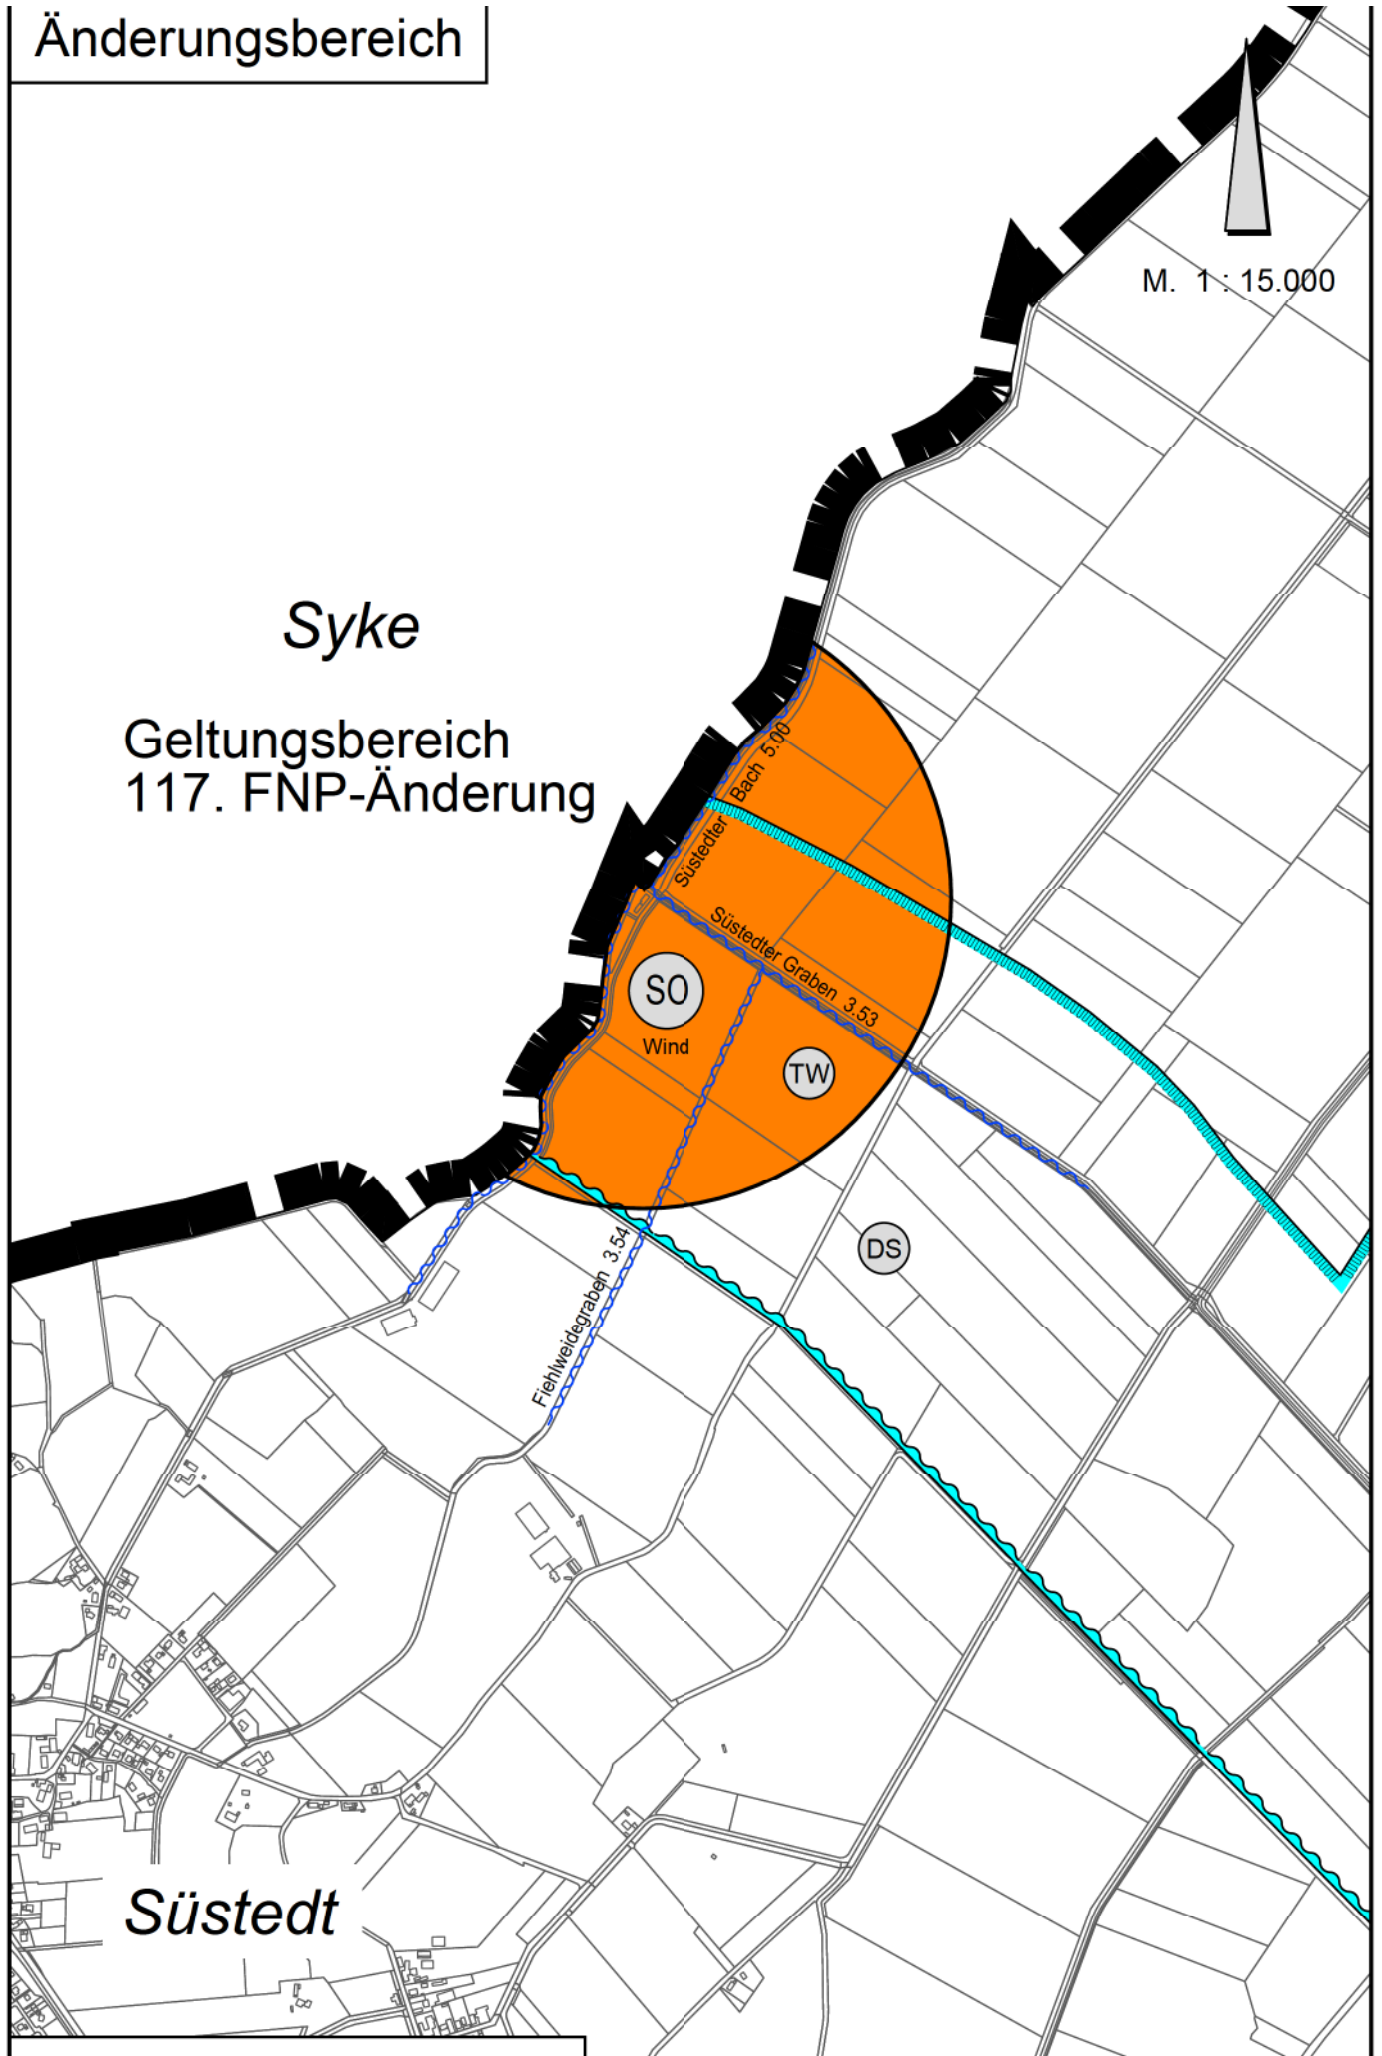 Änderungsbereich
M. 1 : 15.000
Syke
Geltungsbereich
117. FNP-Änderung
Süstedter Bach 5.00
Süstedter Graben 3.53
SO
Wind
TW
DS
Fiehlweidegraben 3.54
Süstedt